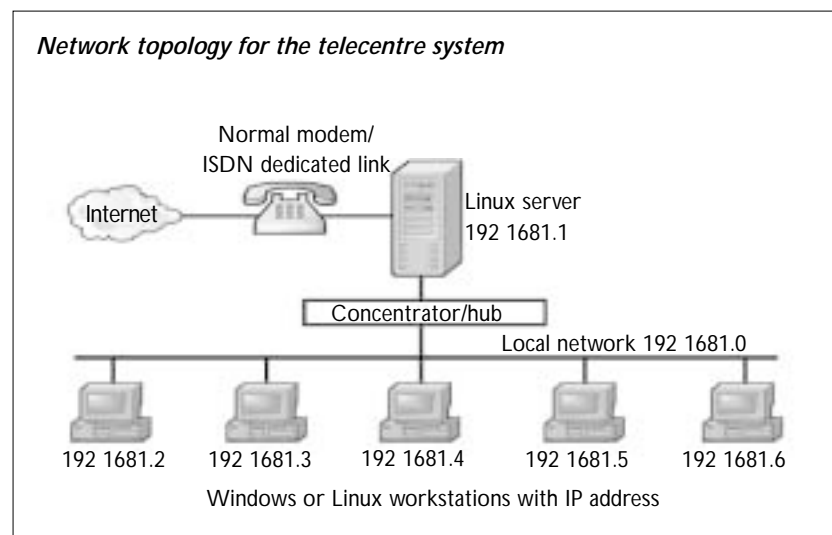 Network topology for the telecentre system
Normal modem/
ISDN dedicated link
Internet
Linux server
192 1681.1
Concentrator/hub
Local network 192 1681.0
192 1681.2
192 1681.3
192 1681.4
192 1681.5
192 1681.6
Windows or Linux workstations with IP address